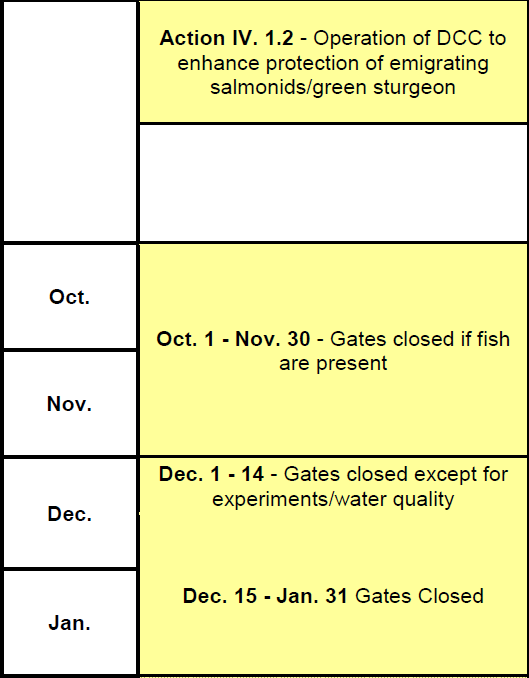 Action IV. 1.2 - Operation of DCC to
enhance protection of emigrating
salmonids/green sturgeon
Oct.
Oct. 1 - Nov. 30 - Gates closed if fish
are present
Nov.
Dec. 1 - 14 - Gates closed except for
experiments/water quality
Dec.
Dec. 15 - Jan. 31 Gates Closed
Jan.